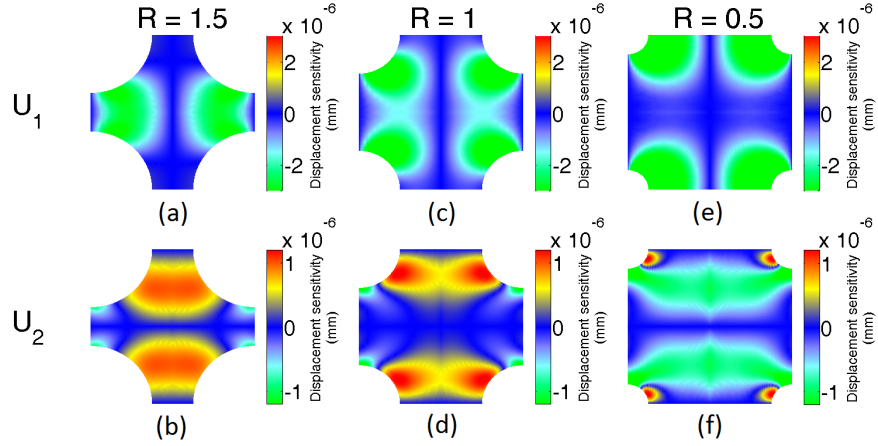 R = 1.5 R = 1 R = 0.5
x 10-6 x 10-6 x 10-6
U1
2 0 -2 Displacement sensitivity (mm)
2 0 -2 Displacement sensitivity (mm)
2 0 -2 Displacement sensitivity (mm)
(a) (c) (e)
x 10-6 x 10-6 x 10-6
U2
1 0 -1 Displacement sensitivity (mm)
1 0 -1 Displacement sensitivity (mm)
1 0 -1 Displacement sensitivity (mm)
(b) (d) (f)